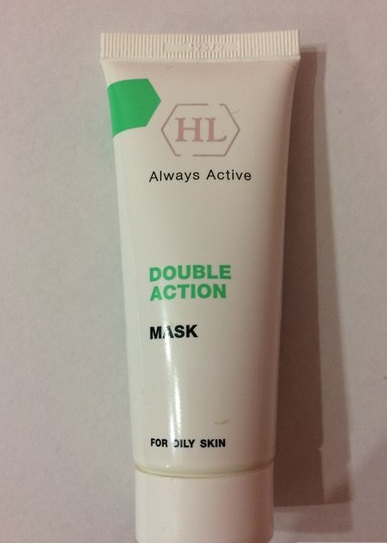 HL
Always Active
DOUBLE
ACTION
MASK
FOR OILY SKIN